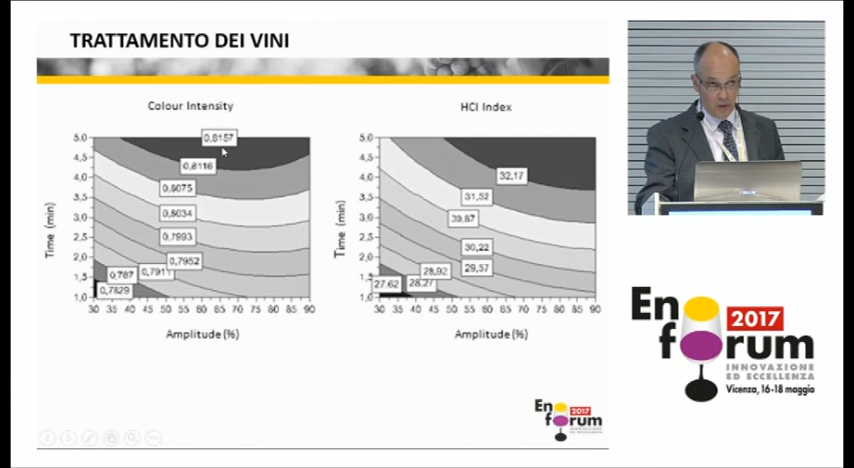 TRATTAMENTO DEI VINI
Colour Intensity
5,0
4,5
4,0
3,5
3,0
2,5
2,0
1,5
1,0
Time (min)
0,8157
0,8116
0,8075
0,8034
0,7993
0,7952
0,7911
0,787
0,7829
30 35 40 45 50 55 60 65 70 75 80 85 90
Amplitude (%)
HCI Index
5,0
4,5
4,0
3,5
3,0
2,5
2,0
1,5
1,0
Time (min)
32,17
31,52
30,87
30,22
29,57
28,92
28,27
27,62
30 35 40 45 50 55 60 65 70 75 80 85 90
Amplitude (%)
En
2017
forum
En
2017
forum
INNOVAZIONE
ED ECCELLENZA
Vicenza, 16-18 maggio